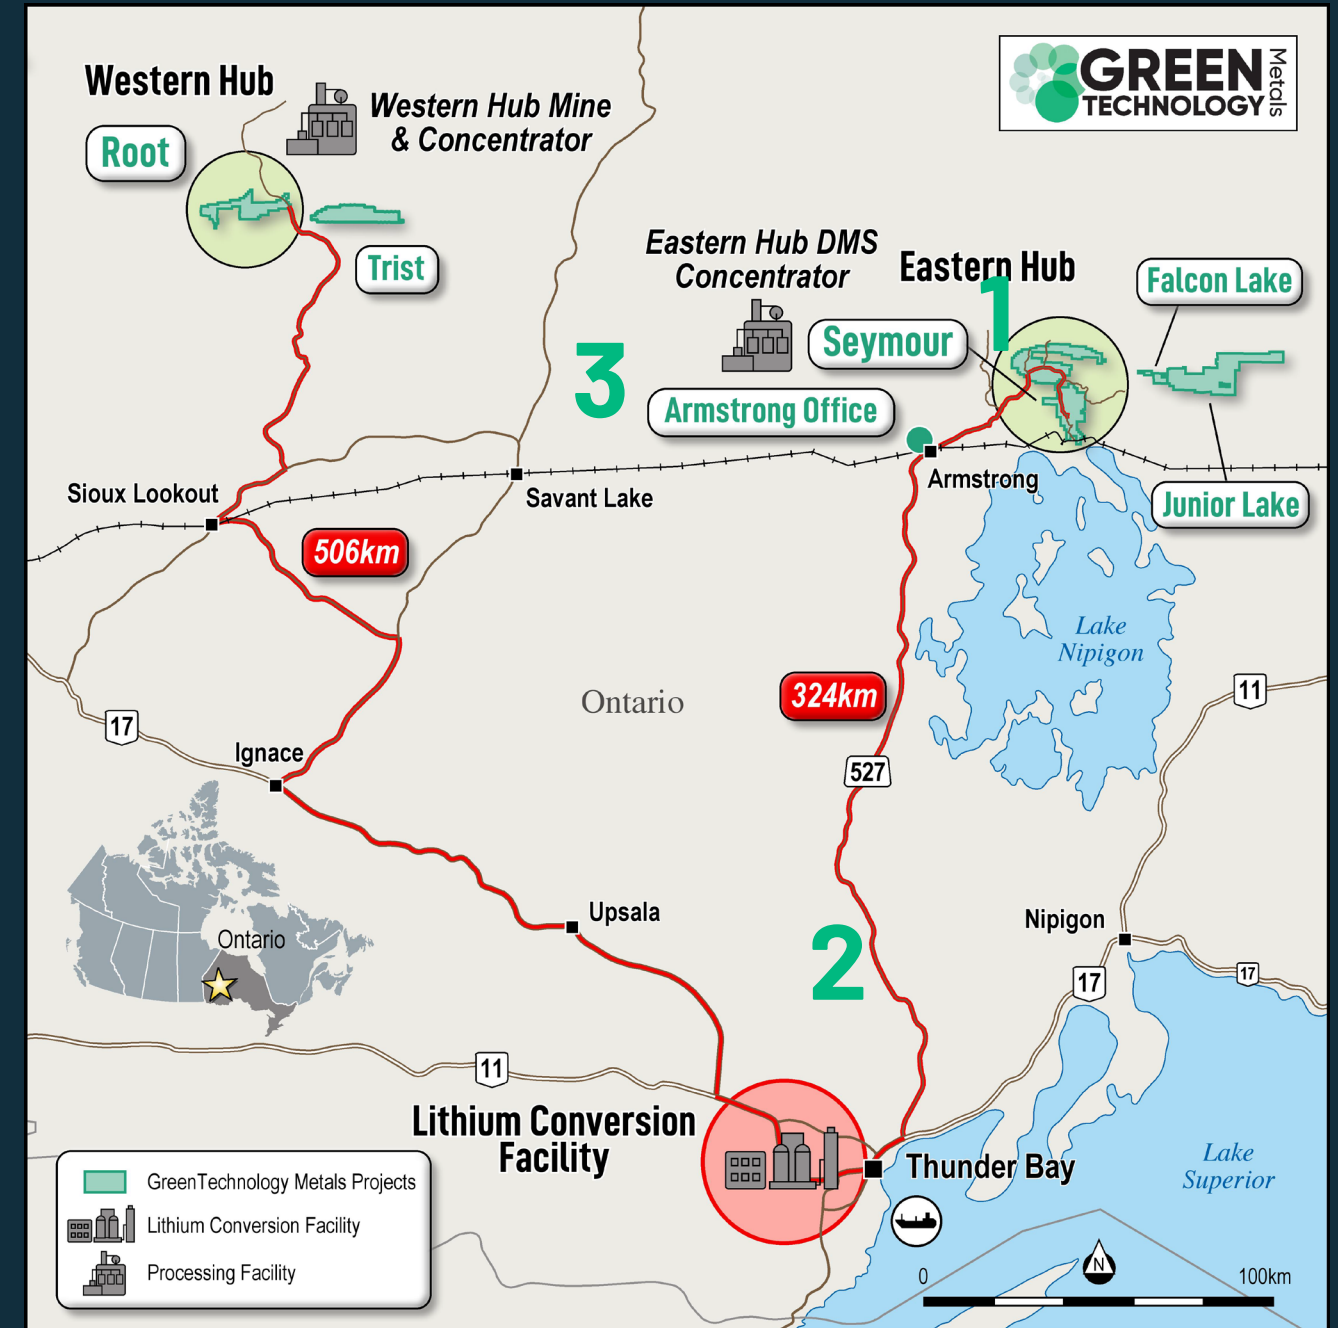 Western Hub
Western Hub Mine
& Concentrator
Root
Trist
GREEN
TECHNOLOGY
Metals
Eastern Hub DMS
Concentrator
Eastern Hub
1
Falcon Lake
Seymour
3
Armstrong Office
Armstrong
Junior Lake
Sioux Lookout
Savant Lake
506km
Lake
Nipigon
Ontario
324km
11
17
Ignace
527
Upsala
Nipigon
2
Ontario
17
17
11
Lithium Conversion
Facility
Thunder Bay
Lake
Superior
GreenTechnology Metals Projects
Lithium Conversion Facility
Processing Facility
N
0
100km